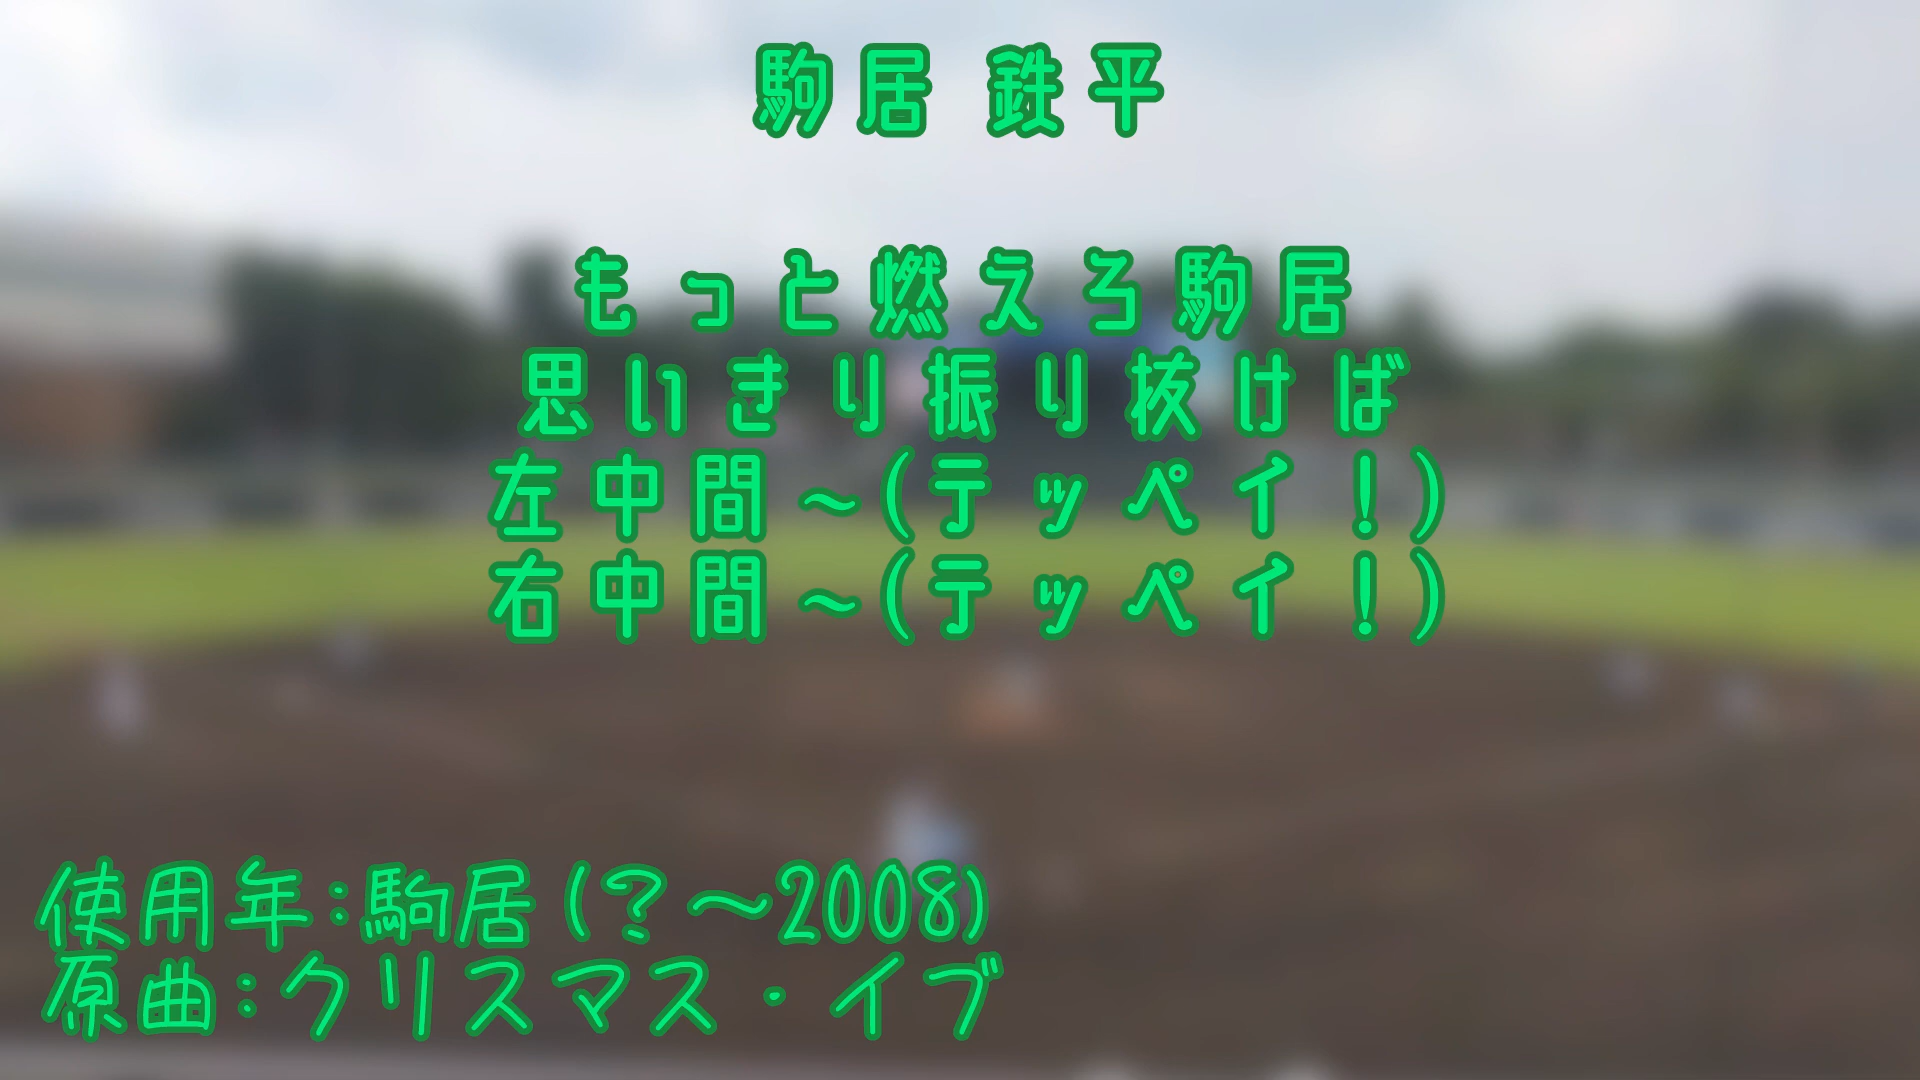 駒居 鉄平
もっと燃えろ駒居
思いきり振り抜けば
左中間~(テッペイ!)
右中間~(テッペイ!)
使用年:駒居(?～2008)
原曲:クリスマス・イブ